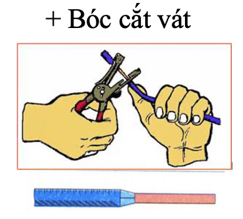 + Bóc cắt vát